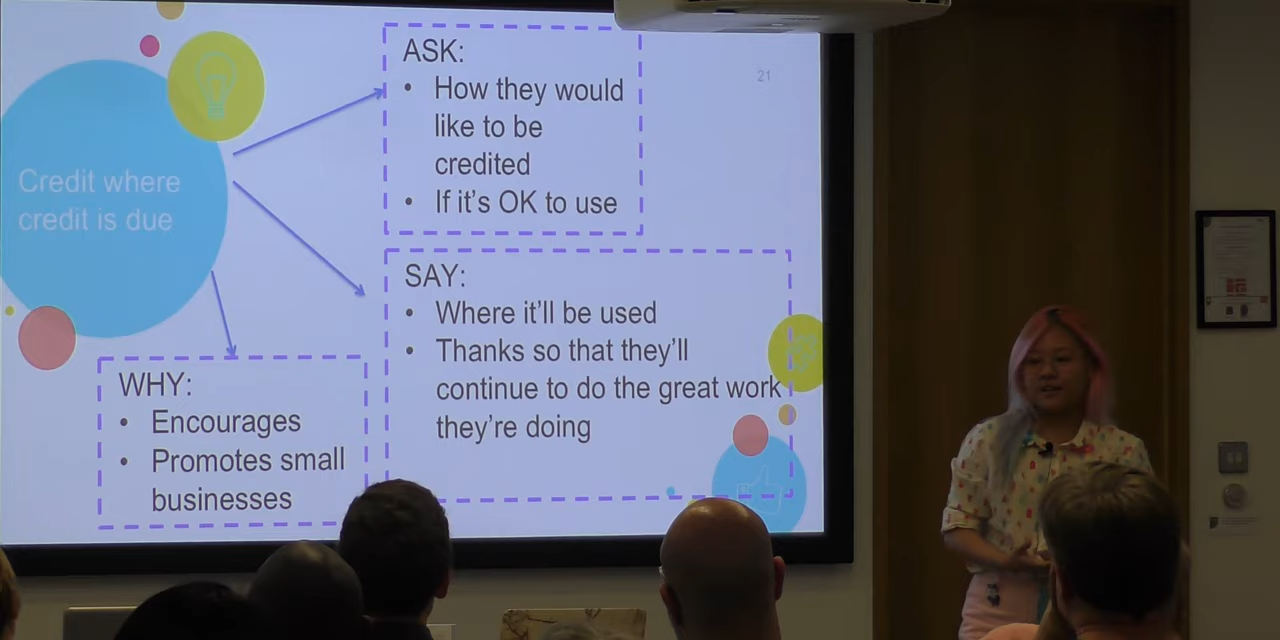 21
Credit where
credit is due
ASK:
• How they would
like to be
credited
• If it's OK to use
SAY:
• Where it'll be used
• Thanks so that they'll
continue to do the great work
they're doing
WHY:
• Encourages
• Promotes small
businesses